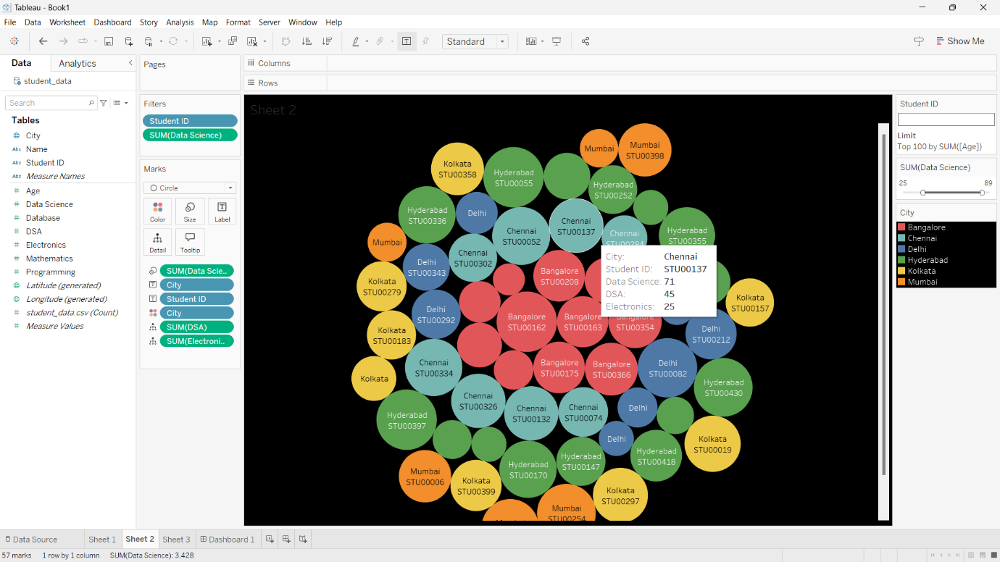 Tableau - Book1
File Data Worksheet Dashboard Story Analysis Map Format Server Window Help
Standard
Show Me
Data Analytics
student_data
Search
Tables
City
Abc Name
Abc Student ID
Abc Measure Names
# Age
# Data Science
# Database
# DSA
# Electronics
# Mathematics
# Programming
Latitude (generated)
Longitude (generated)
# student_data.csv (Count)
# Measure Values
Pages
Filters
Student ID
SUM(Data Science)
Marks
Circle
Color Size Label
Detail Tooltip
SUM(Data Scie..
City
Student ID
City
SUM(DSA)
SUM(Electroni..
Columns
Rows
Sheet 2
Mumbai
Mumbai
STU00398
Kolkata
STU00358
Hyderabad
STU00055
Hyderabad
STU00252
Hyderabad
STU00336
Delhi
Chennai
STU00137
Chennai
STU00052
Chennai
STU00284
Hyderabad
STU00355
Mumbai
Chennai
STU00302
Delhi
STU00343
Bangalore
STU00208
City: Chennai
Student ID: STU00137
Data Science: 71
DSA: 45
Electronics: 25
Kolkata
STU00279
Kolkata
STU00157
Delhi
STU00292
Bangalore
STU00162
Bangalore
STU00163
Bangalore
STU00354
Kolkata
STU00183
Delhi
STU00212
Chennai
STU00334
Bangalore
STU00175
Bangalore
STU00366
Delhi
STU00082
Kolkata
Hyderabad
STU00430
Chennai
STU00326
Chennai
STU00132
Chennai
STU00074
Delhi
Hyderabad
STU00397
Delhi
Kolkata
STU00019
Hyderabad
STU00418
Hyderabad
STU00147
Hyderabad
STU00170
Mumbai
STU00006
Kolkata
STU00399
Kolkata
STU00297
Mumbai
STU00254
Student ID
Limit
Top 100 by SUM([Age])
SUM(Data Science)
25 89
City
Bangalore
Chennai
Delhi
Hyderabad
Kolkata
Mumbai
Data Source Sheet 1 Sheet 2 Sheet 3 Dashboard 1
57 marks 1 row by 1 column SUM(Data Science): 3,428